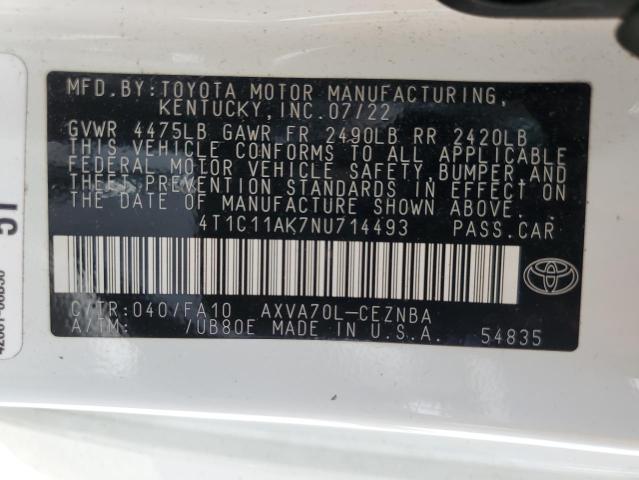 MFD.BY:TOYOTA MOTOR MANUFACTURING,
KENTUCKY,INC.07/22
GVWR 4475LB GAWR FR 2490LB RR 2420LB
THIS VEHICLE CONFORMS TO ALL APPLICABLE
FEDERAL MOTOR VEHICLE SAFETY,BUMPER,AND
THEFT PREVENTION STANDARDS IN EFFECT ON
THE DATE OF MANUFACTURE SHOWN ABOVE.
4T1C11AK7NU714493 PASS.CAR
C/TR:040/FA10 AXVA70L-CEZNBA
A/TM: /UB80E MADE IN U.S.A. 54835